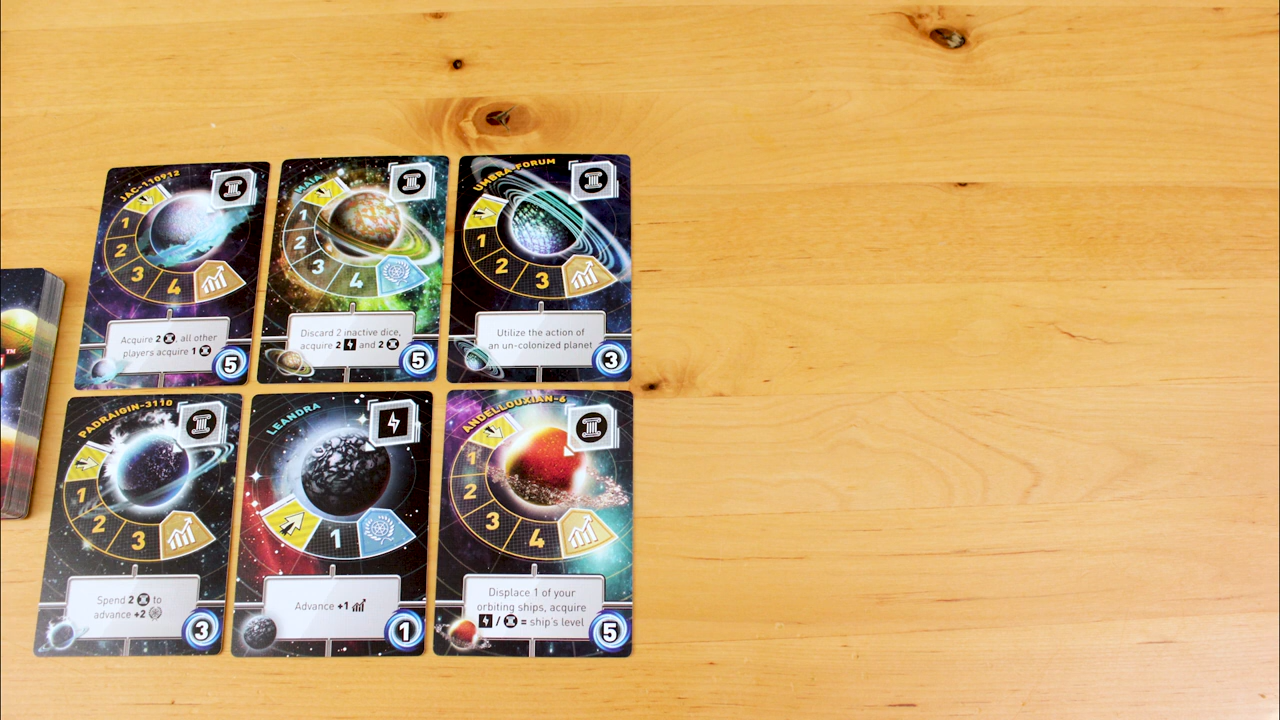 JAC-110912
1
2
3
4
Acquire 2 , all other
players acquire 1
5
MAIA
1
2
3
4
Discard 2 inactive dice,
acquire 2 and 2
5
UMBRA-FORUM
1
2
3
Utilize the action of
an un-colonized planet
3
PADRAIGIN-3110
1
2
3
Spend 2 to
advance +2
3
LEANDRA
1
Advance +1
1
ANDELLOUXIAN-6
1
2
3
4
Displace 1 of your
orbiting ships, acquire
/ = ship's level
5